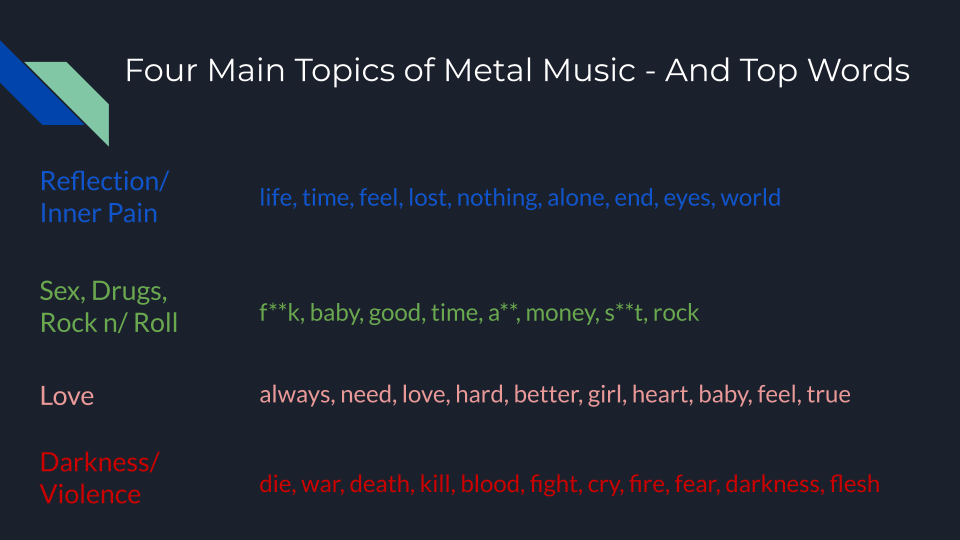 Four Main Topics of Metal Music - And Top Words
Reflection/
Inner Pain
life, time, feel, lost, nothing, alone, end, eyes, world
Sex, Drugs,
Rock n/ Roll
f**k, baby, good, time, a**, money, s**t, rock
Love
always, need, love, hard, better, girl, heart, baby, feel, true
Darkness/
Violence
die, war, death, kill, blood, fight, cry, fire, fear, darkness, flesh